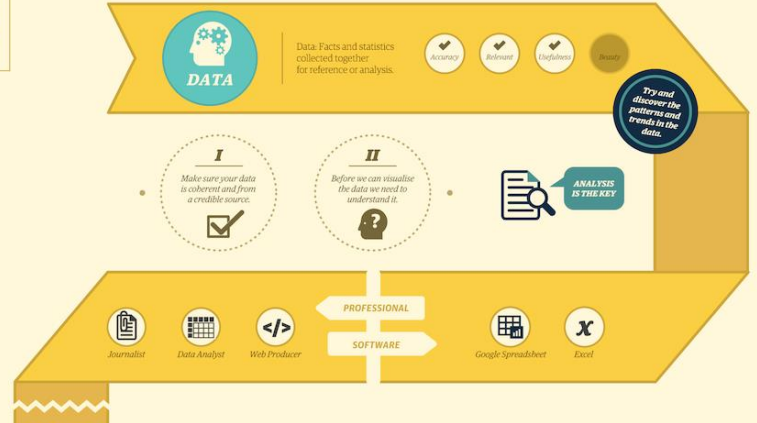 DATA
Data: Facts and statistics
collected together
for reference or analysis.
Accuracy
Relevant
Usefulness
Beauty
Try and
discover the
patterns and
trends in the
data.
I
Make sure your data
is coherent and from
a credible source.
II
Before we can visualise
the data we need to
understand it.
?
ANALYSIS
IS THE KEY
PROFESSIONAL
SOFTWARE
</>
X
Journalist
Data Analyst
Web Producer
Google Spreadsheet
Excel